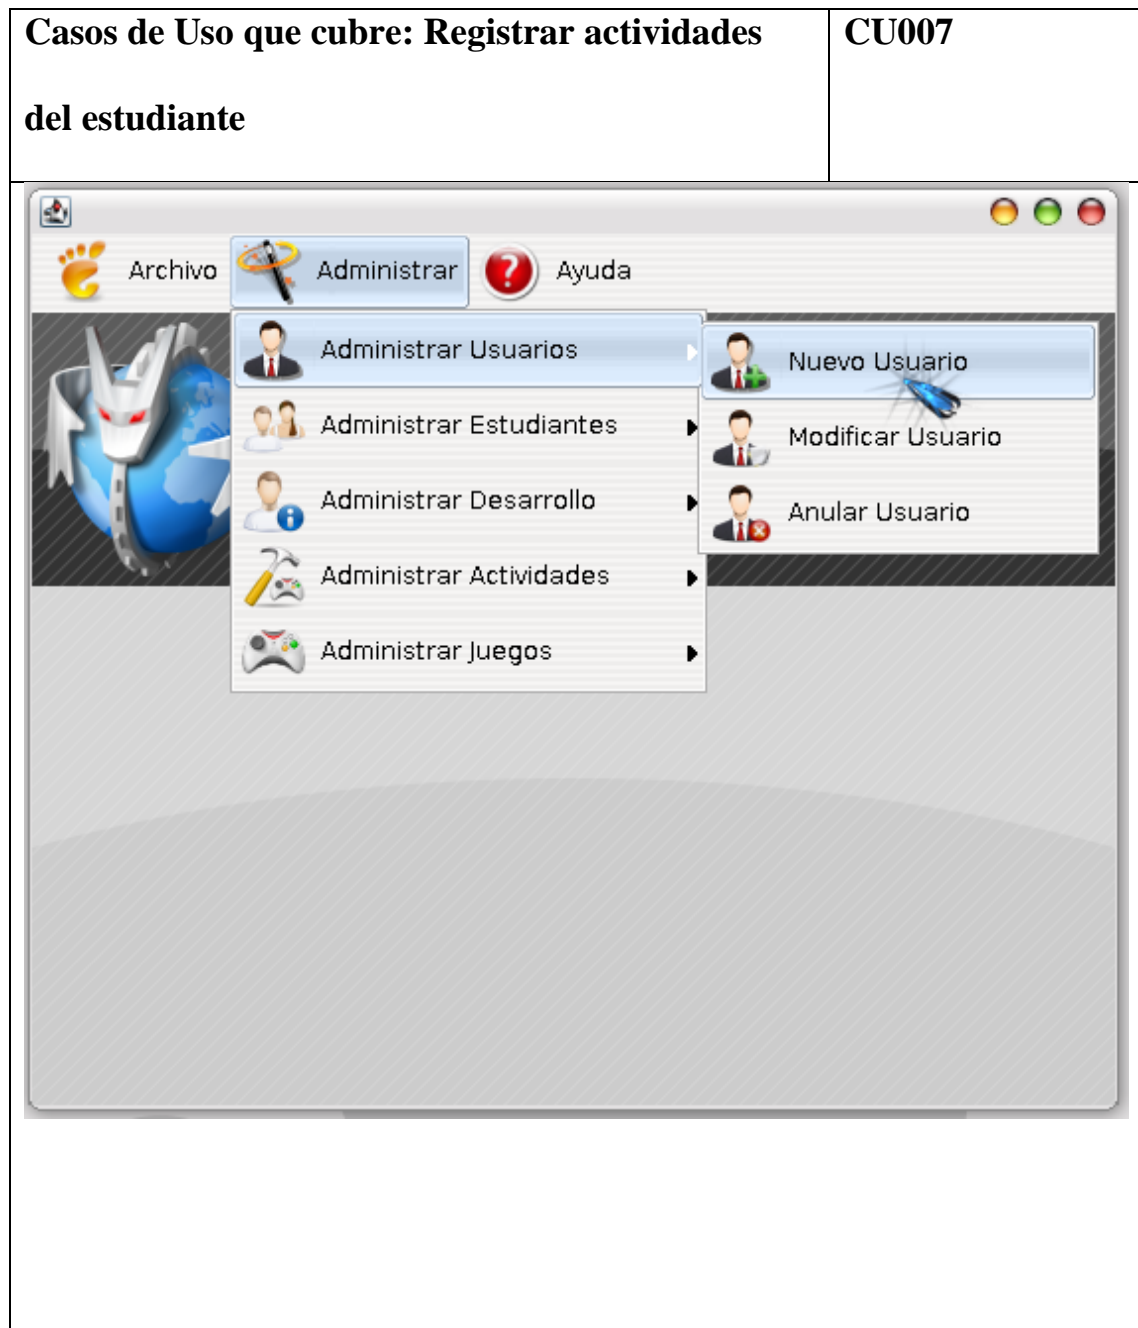 Casos de Uso que cubre: Registrar actividades
del estudiante
CU007
Archivo
Administrar
Ayuda
Administrar Usuarios
Administrar Estudiantes
Administrar Desarrollo
Administrar Actividades
Administrar Juegos
Nuevo Usuario
Modificar Usuario
Anular Usuario